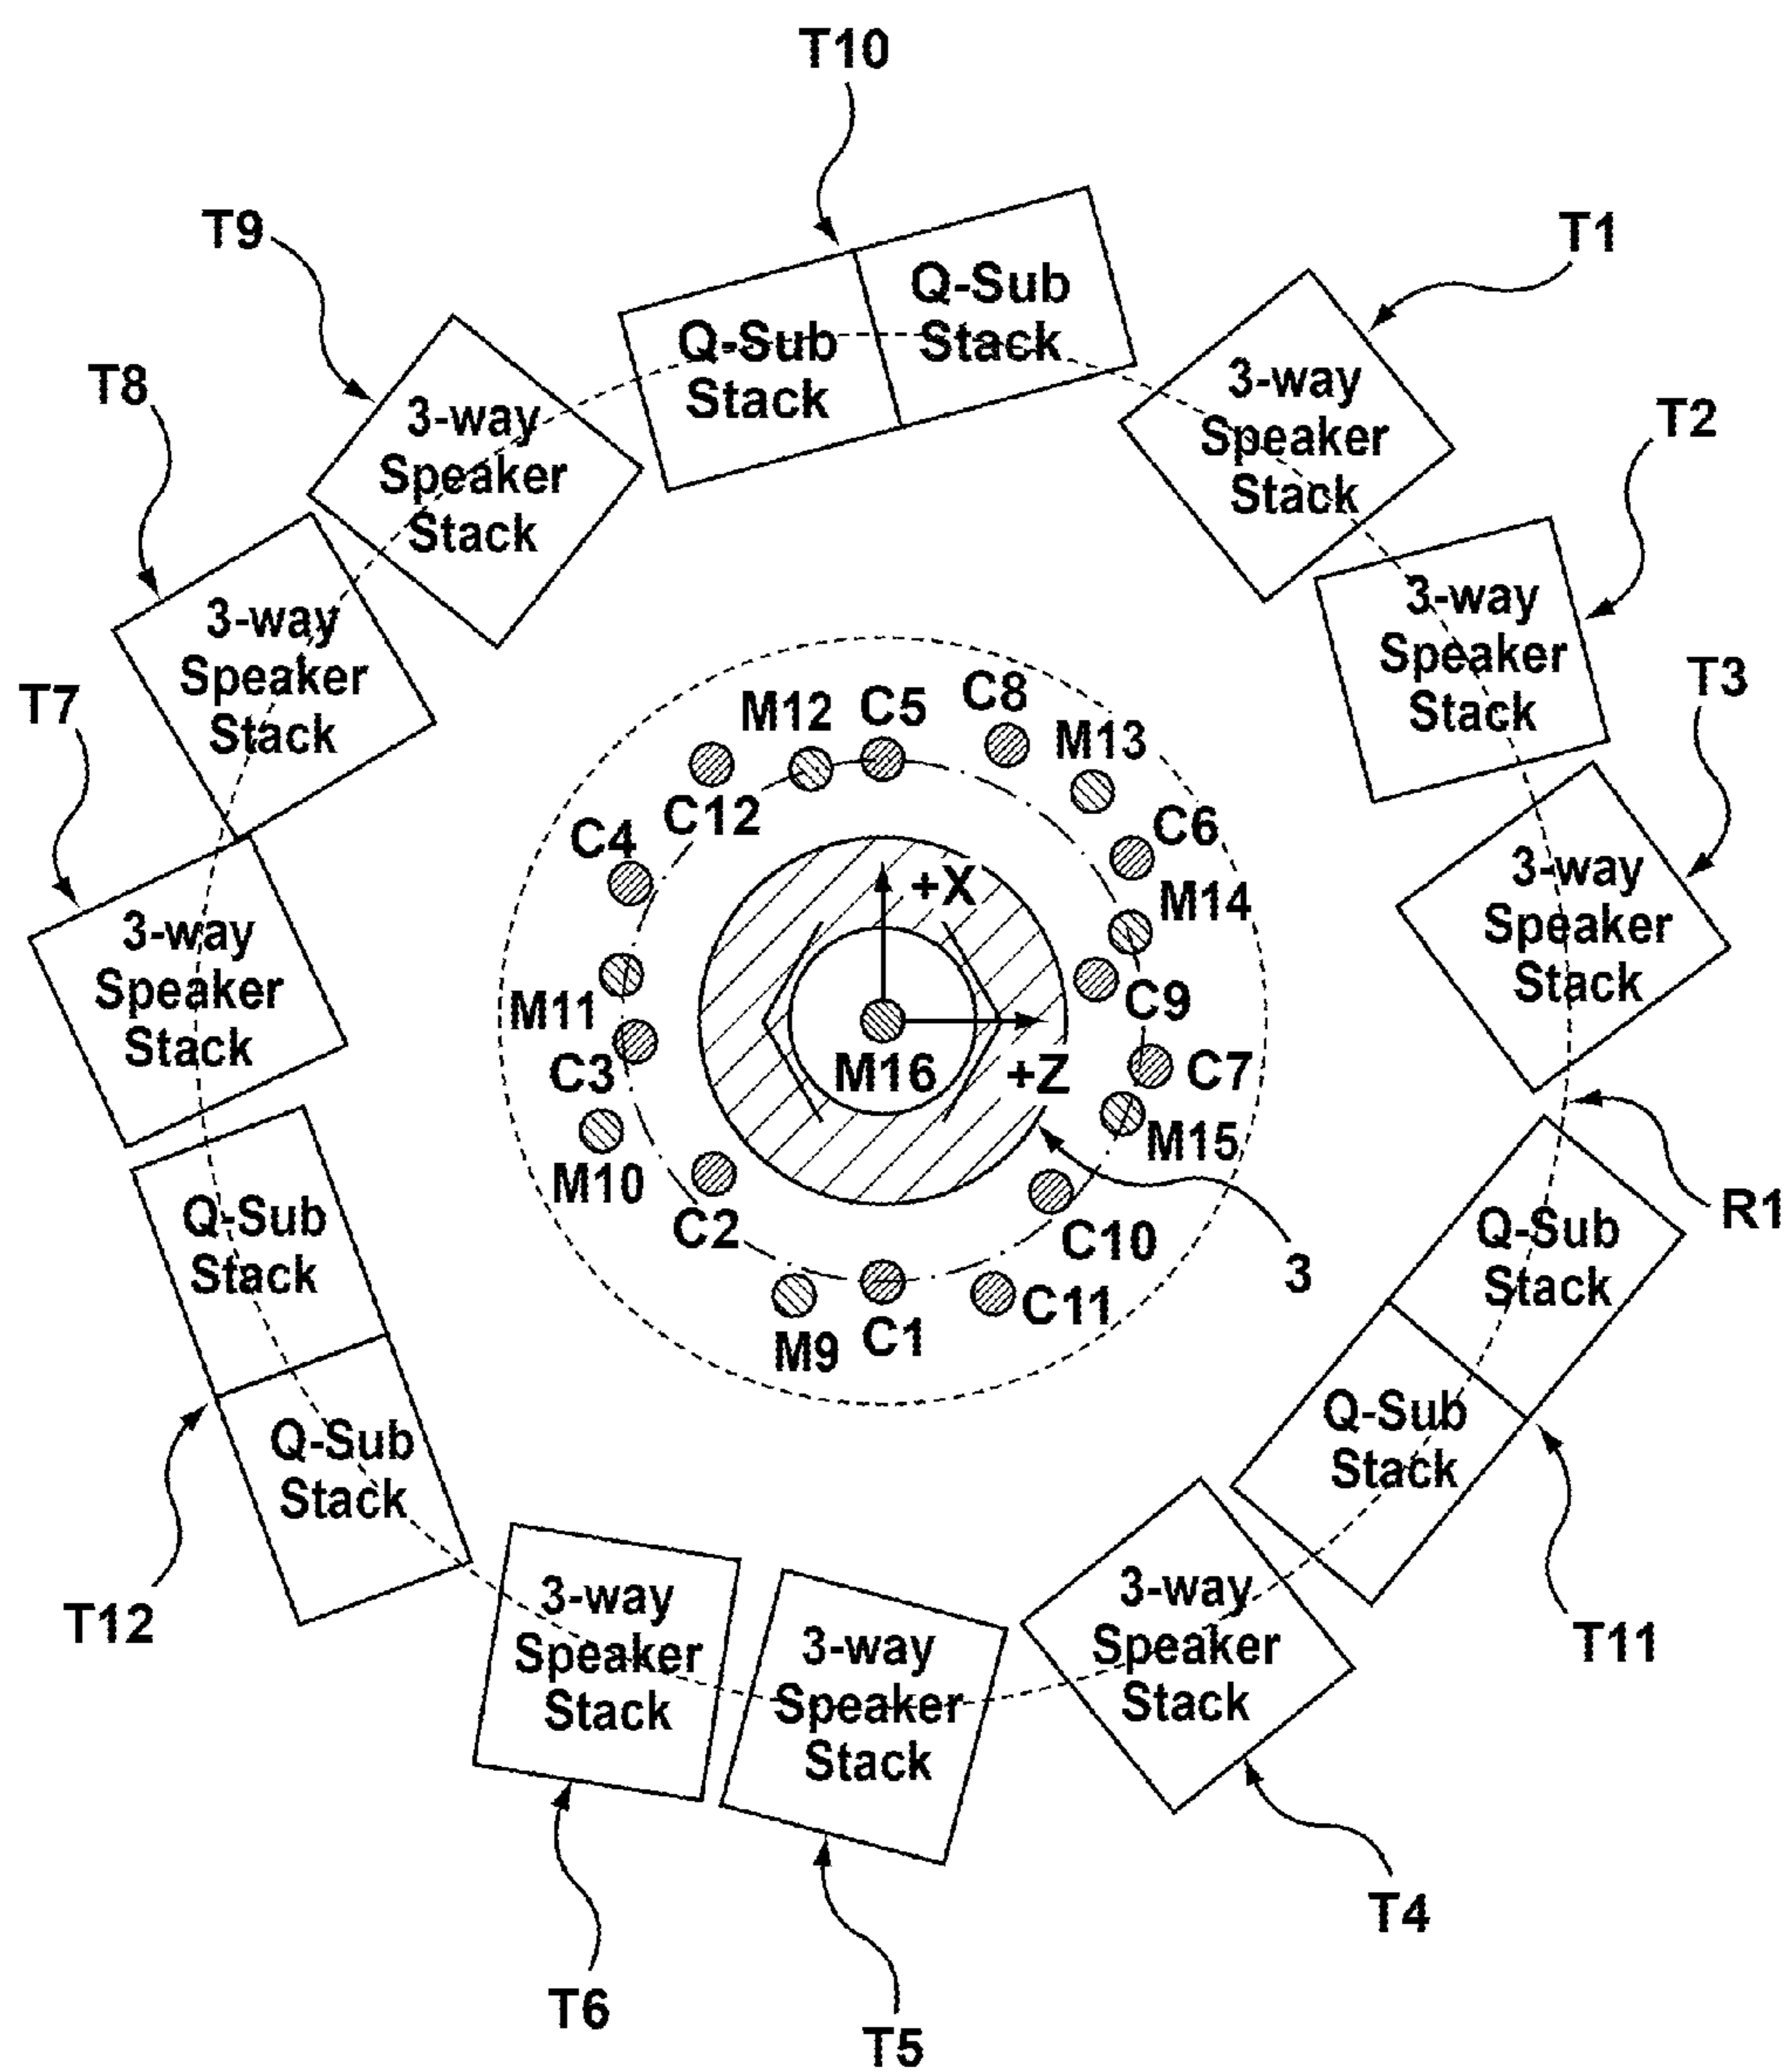 T10
T9
T1
Q-Sub
Stack
Q-Sub
Stack
T8
3-way
Speaker
Stack
3-way
Speaker
Stack
T2
3-way
Speaker
Stack
3-way
Speaker
Stack
T7
T3
M12
C5
C8
M13
C12
C4
C6
3-way
Speaker
Stack
+X
M14
3-way
Speaker
Stack
M11
C9
C3
M16
+Z
C7
M10
M15
C2
C10
R1
Q-Sub
Stack
Q-Sub
Stack
3
M9
C1
C11
Q-Sub
Stack
Q-Sub
Stack
T12
3-way
Speaker
Stack
3-way
Speaker
Stack
3-way
Speaker
Stack
T11
T4
T6
T5